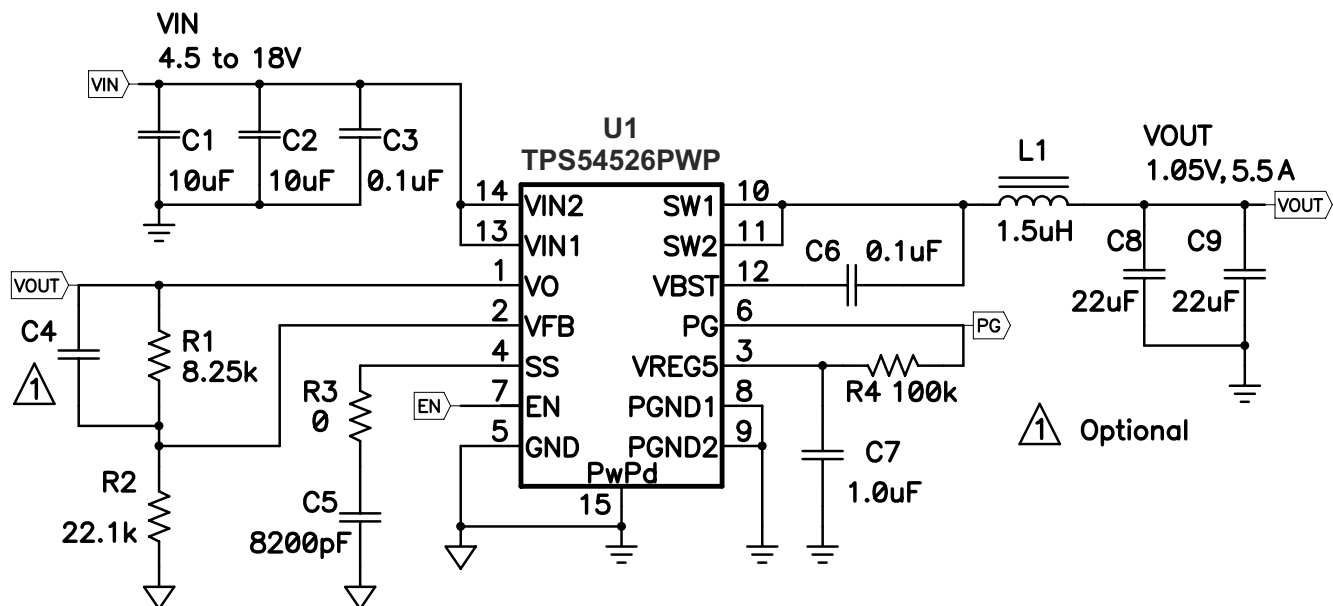 VIN
4.5 to 18V
VIN
C1
10uF
C2
10uF
C3
0.1uF
U1
TPS54526PWP
14
VIN2
13
VIN1
1
VO
2
VFB
4
SS
7
EN
5
GND
PwPd
15
SW1
10
SW2
11
VBST
12
PG
6
VREG5
3
PGND1
8
PGND2
9
L1
1.5uH
VOUT
1.05V, 5.5 A
VOUT
C6
0.1uF
C8
22uF
C9
22uF
PG
R4 100k
C7
1.0uF
1 Optional
VOUT
C4
1
R1
8.25k
R2
22.1k
R3
0
C5
8200pF
EN